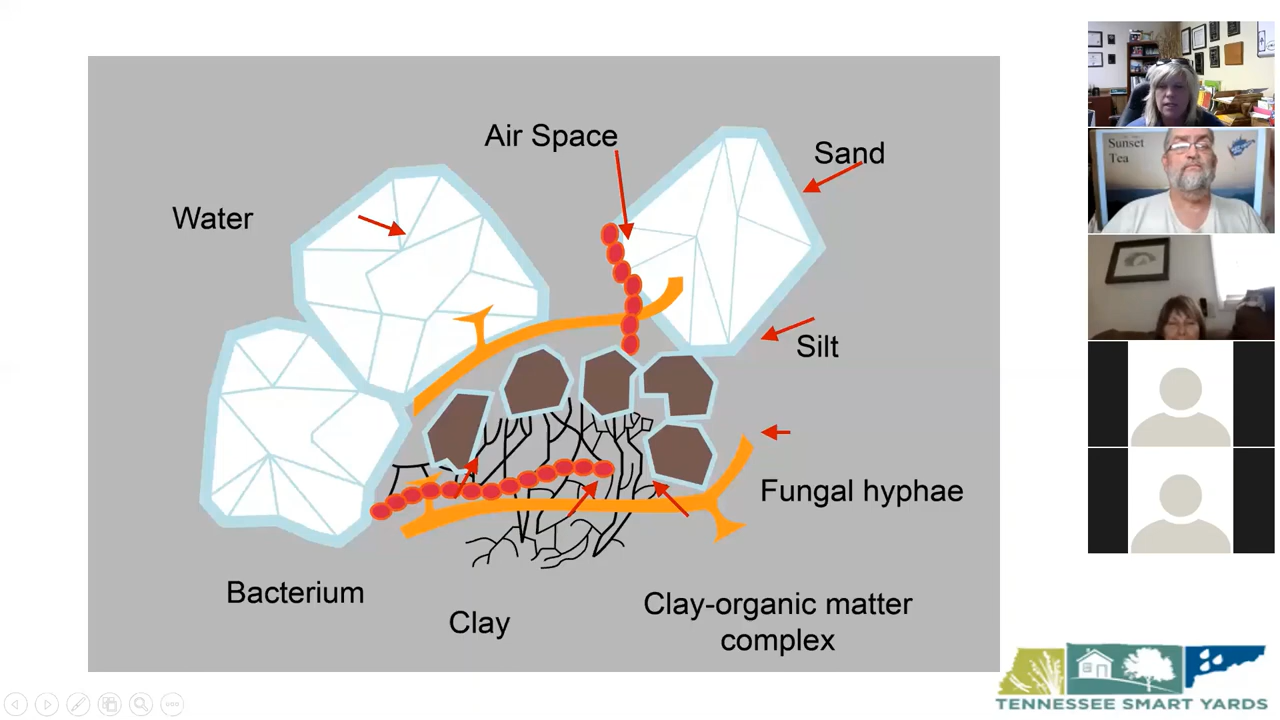 Air Space
Sand
Water
Silt
Fungal hyphae
Bacterium
Clay
Clay-organic matter
complex
Sunset
Tea
TENNESSEE SMART YARDS